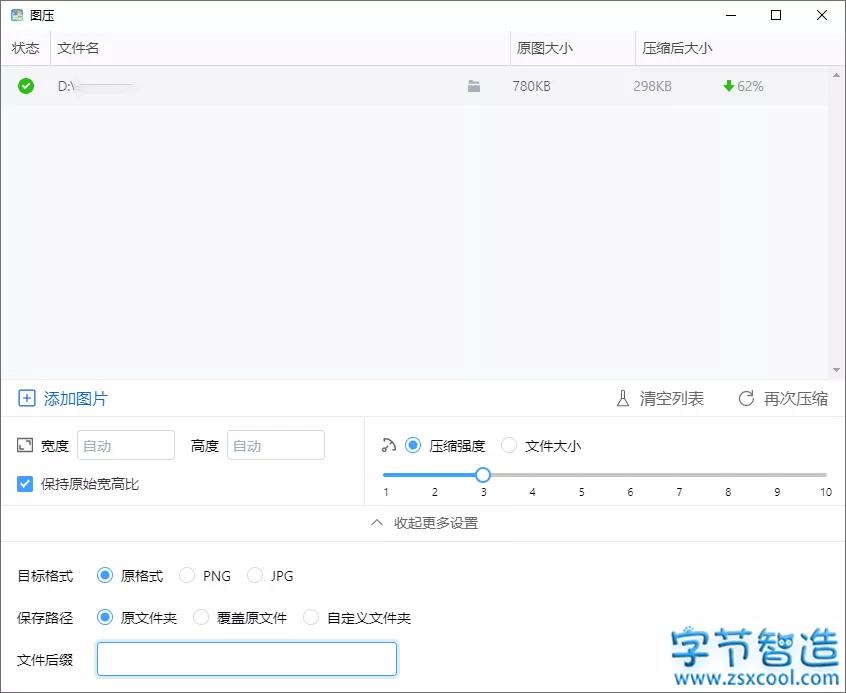 图压
状态 文件名 原图大小 压缩后大小
D:\ 780KB 298KB 62%
添加图片 清空列表 再次压缩
宽度 自动 高度 自动 压缩强度 文件大小
保持原始宽高比
1 2 3 4 5 6 7 8 9 10
收起更多设置
目标格式 原格式 PNG JPG
保存路径 原文件夹 覆盖原文件 自定义文件夹
文件后缀
字节智造
www.zsxcool.com